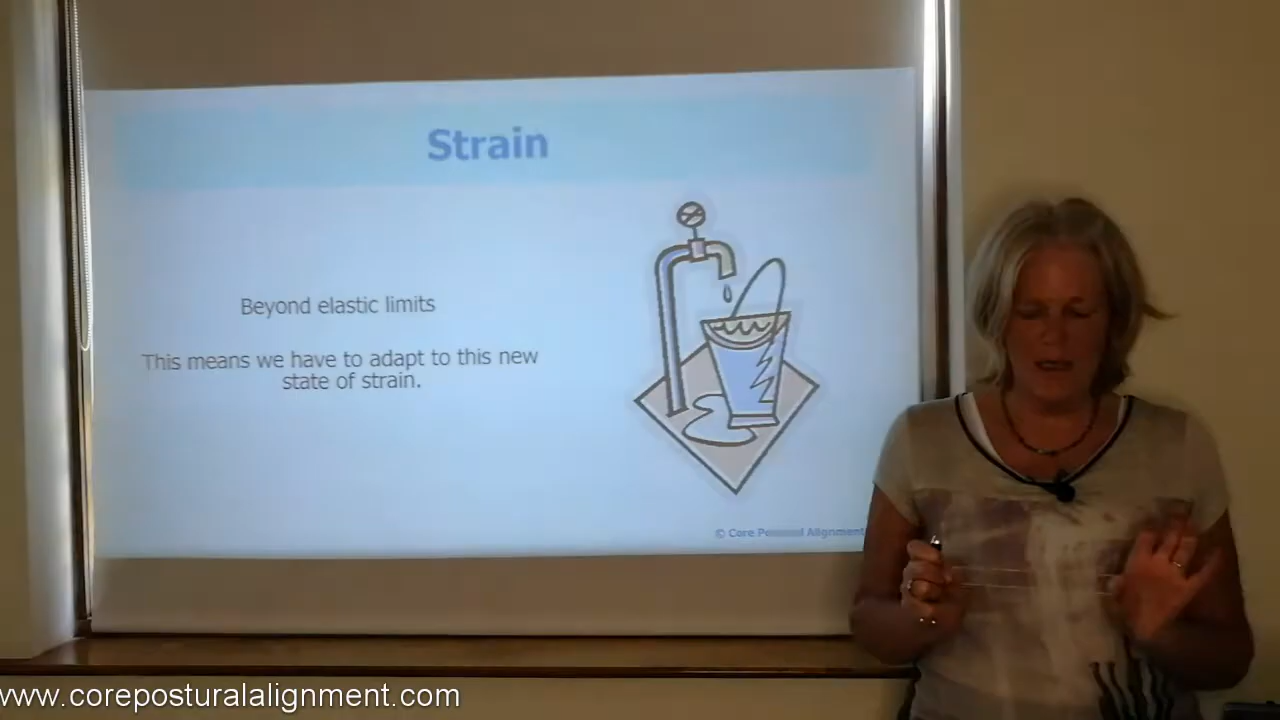 Strain
Beyond elastic limits
This means we have to adapt to this new
state of strain.
© Core Postural Alignment
www.coreposturalalignment.com